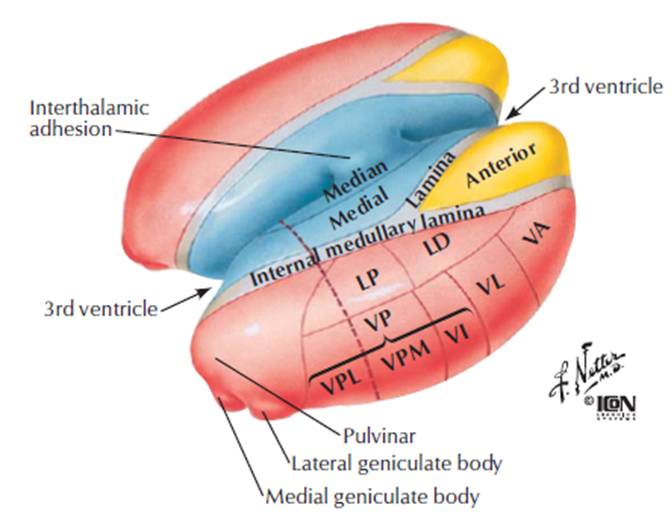 3rd ventricle
Interthalamic
adhesion
Median
Medial
Lamina
Anterior
Internal medullary lamina
LP
LD
VA
VL
VP
VPL
VPM
VI
3rd ventricle
F. Netter
M.D.
© ICON
Pulvinar
Lateral geniculate body
Medial geniculate body